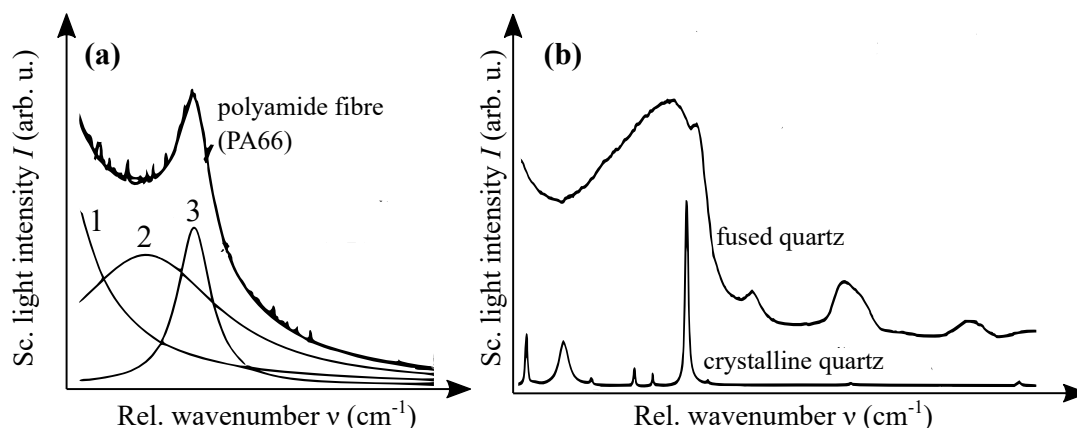 (a)
Sc. light intensity I (arb. u.)
polyamide fibre
(PA66)
1
2
3
Rel. wavenumber ν (cm⁻¹)
(b)
Sc. light intensity I (arb. u.)
fused quartz
crystalline quartz
Rel. wavenumber ν (cm⁻¹)